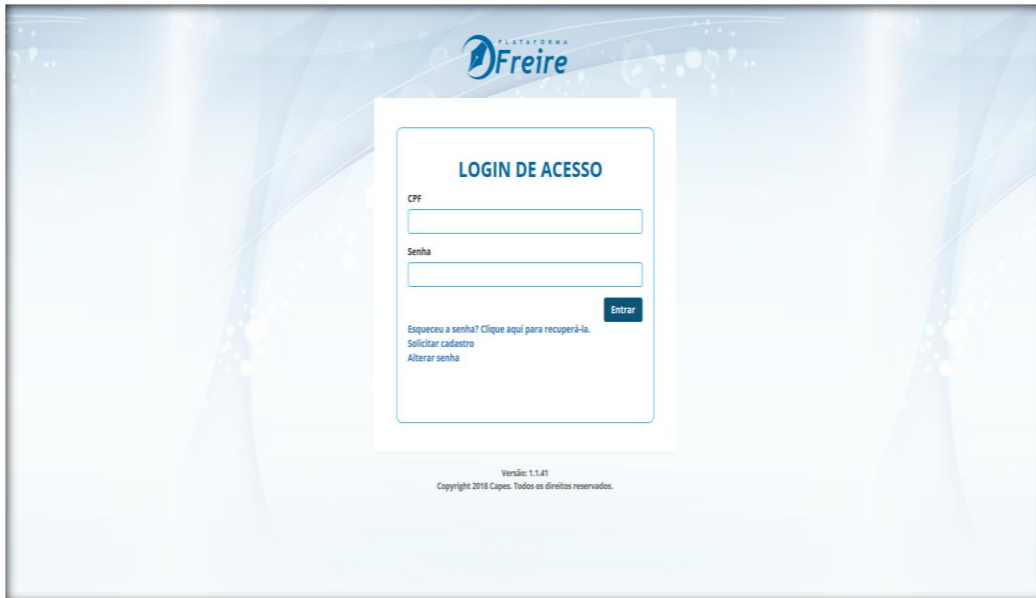 PLATAFORMA
Freire
LOGIN DE ACESSO
CPF
Senha
Entrar
Esqueceu a senha? Clique aqui para recuperá-la.
Solicitar cadastro
Alterar senha
Versão: 1.1.41
Copyright 2018 Capes. Todos os direitos reservados.